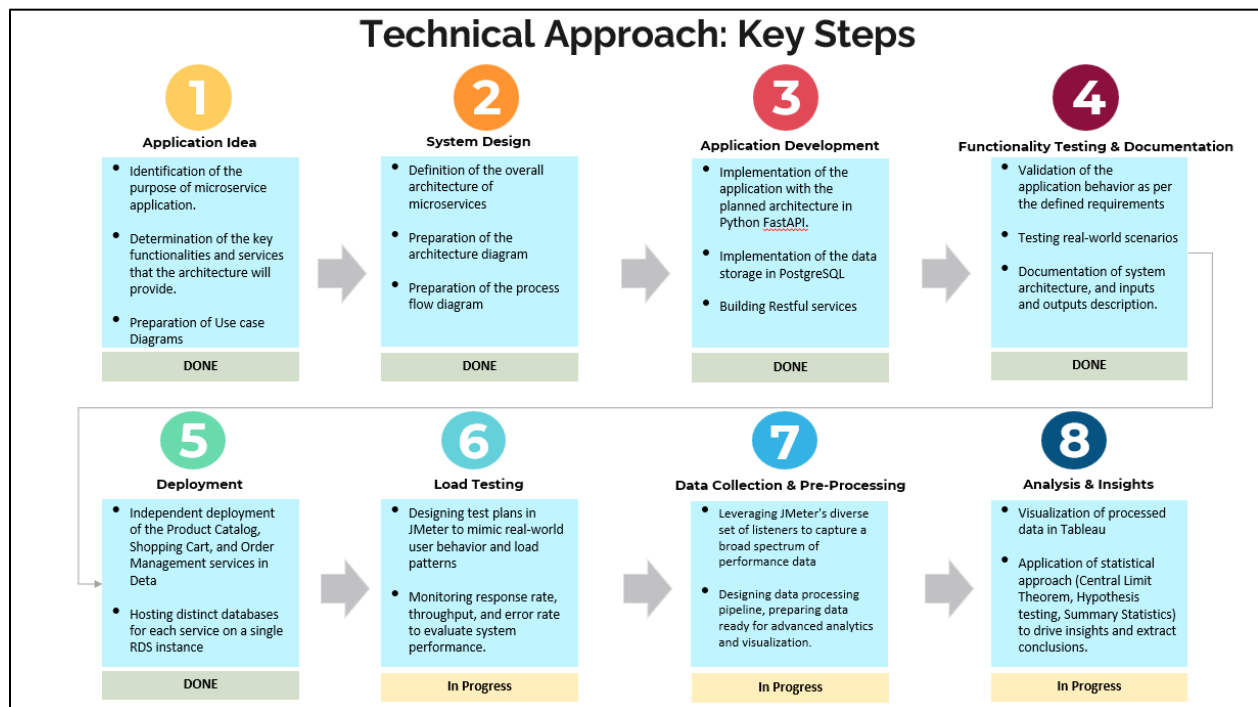 Technical Approach: Key Steps
1
Application Idea
• Identification of the
purpose of microservice
application.
• Determination of the key
functionalities and services
that the architecture will
provide.
• Preparation of Use case
Diagrams
DONE
2
System Design
• Definition of the overall
architecture of
microservices
• Preparation of the
architecture diagram
• Preparation of the process
flow diagram
DONE
3
Application Development
• Implementation of the
application with the
planned architecture in
Python FastAPI.
• Implementation of the data
storage in PostgreSQL
• Building Restful services
DONE
4
Functionality Testing & Documentation
• Validation of the
application behavior as per
the defined requirements
• Testing real-world scenarios
• Documentation of system
architecture, and inputs
and outputs description.
DONE
5
Deployment
• Independent deployment
of the Product Catalog,
Shopping Cart, and Order
Management services in
Deta
• Hosting distinct databases
for each service on a single
RDS instance
DONE
6
Load Testing
• Designing test plans in
JMeter to mimic real-world
user behavior and load
patterns
• Monitoring response rate,
throughput, and error rate
to evaluate system
performance.
In Progress
7
Data Collection & Pre-Processing
• Leveraging JMeter's diverse
set of listeners to capture a
broad spectrum of
performance data
• Designing data processing
pipeline, preparing data
ready for advanced analytics
and visualization.
In Progress
8
Analysis & Insights
• Visualization of processed
data in Tableau
• Application of statistical
approach (Central Limit
Theorem, Hypothesis
testing, Summary Statistics)
to drive insights and extract
conclusions.
In Progress